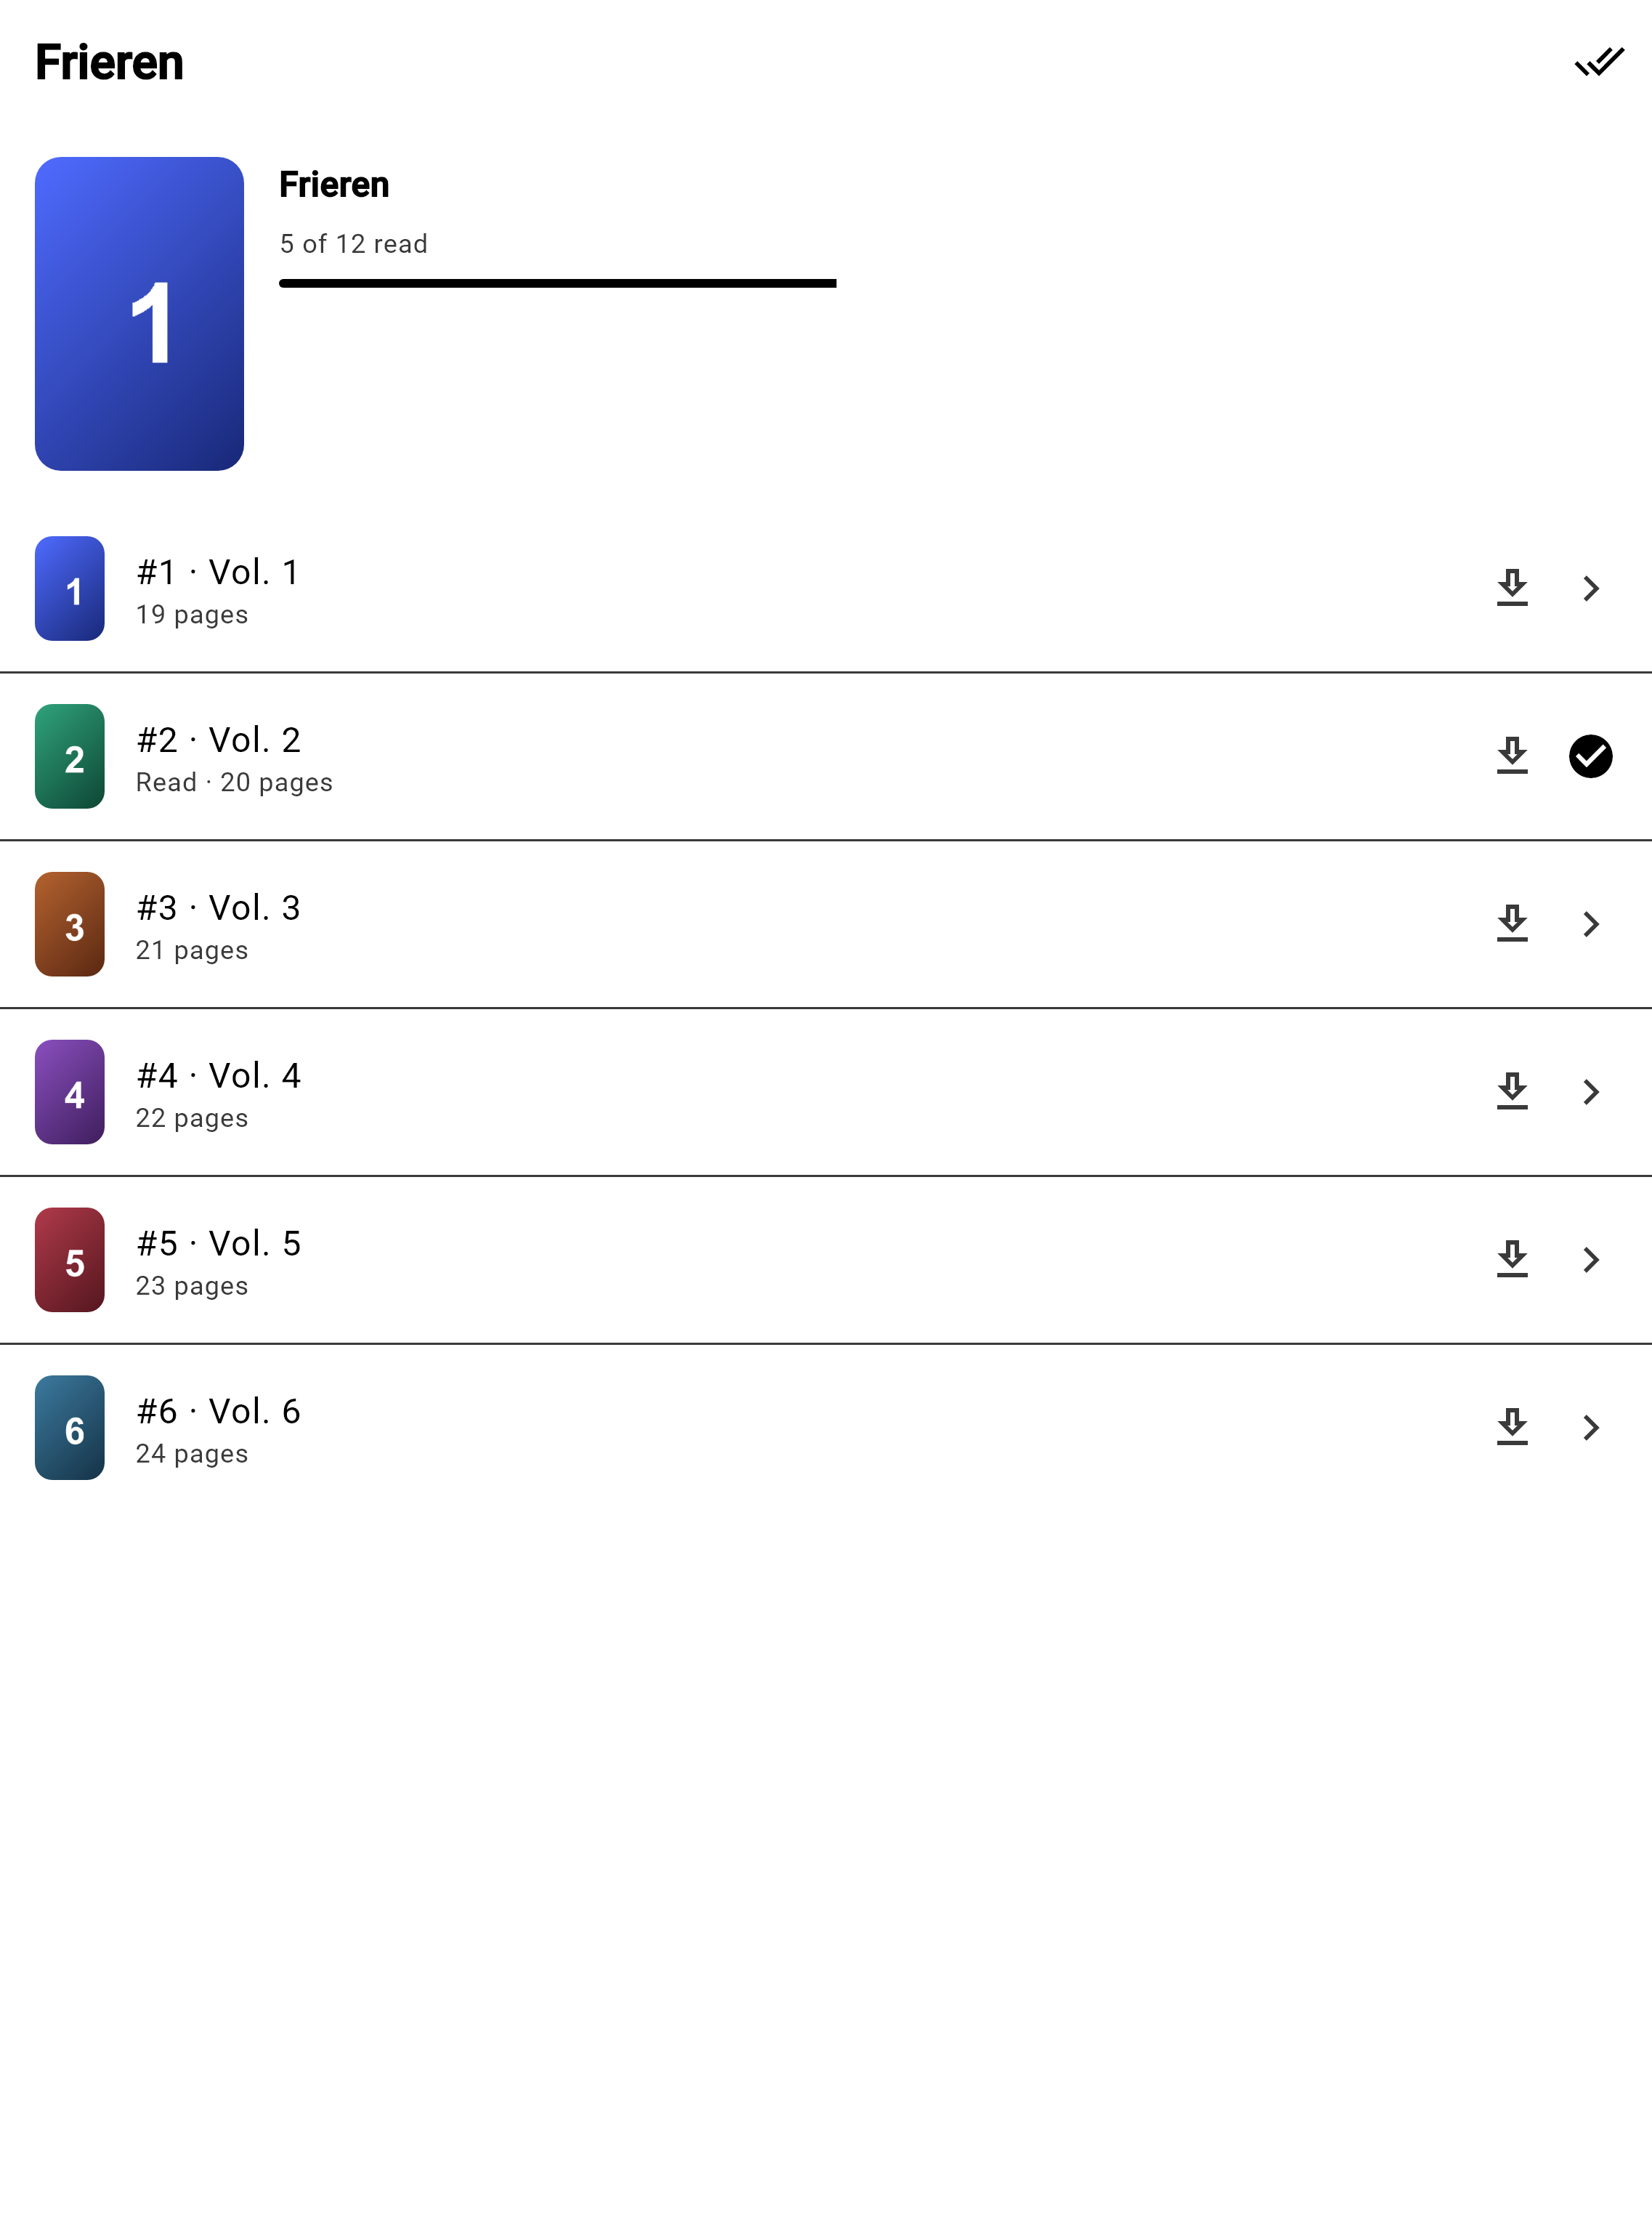 Frieren
1
Frieren
5 of 12 read
1
#1 · Vol. 1
19 pages
2
#2 · Vol. 2
Read · 20 pages
3
#3 · Vol. 3
21 pages
4
#4 · Vol. 4
22 pages
5
#5 · Vol. 5
23 pages
6
#6 · Vol. 6
24 pages